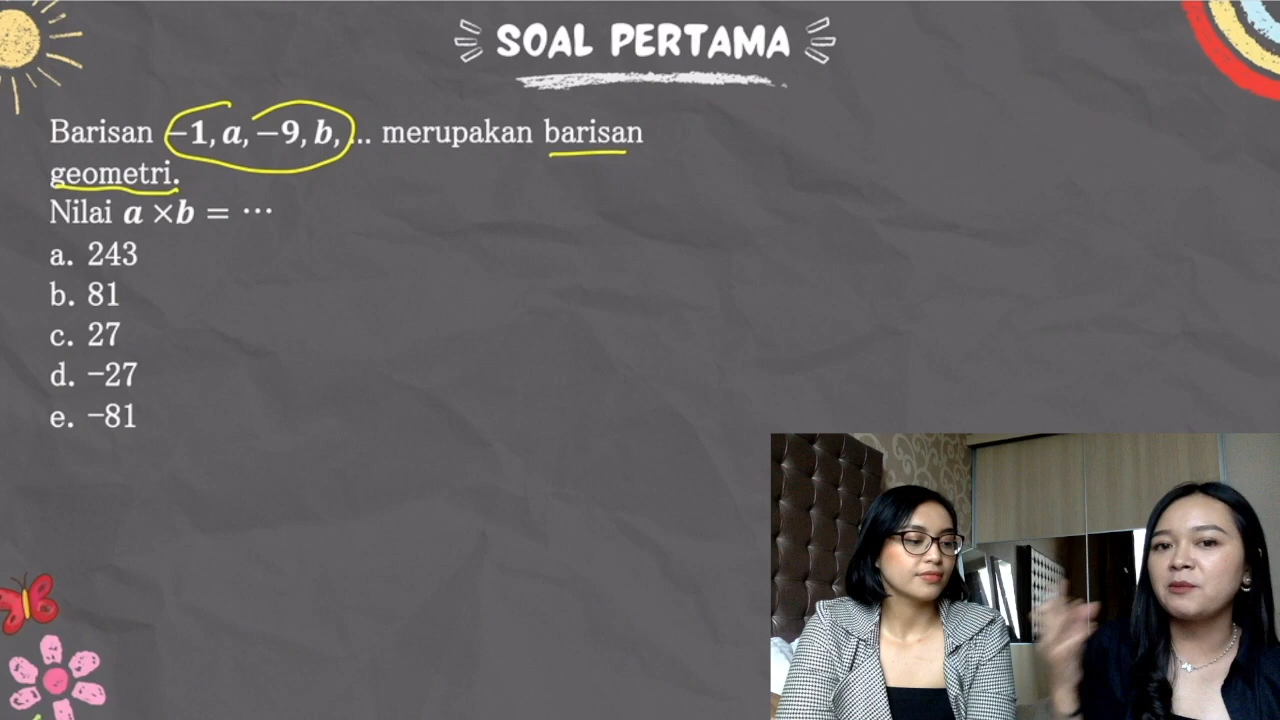 SOAL PERTAMA
Barisan −1, a, −9, b, ... merupakan barisan
geometri.
Nilai a ×b = ⋯
a. 243
b. 81
c. 27
d. −27
e. −81